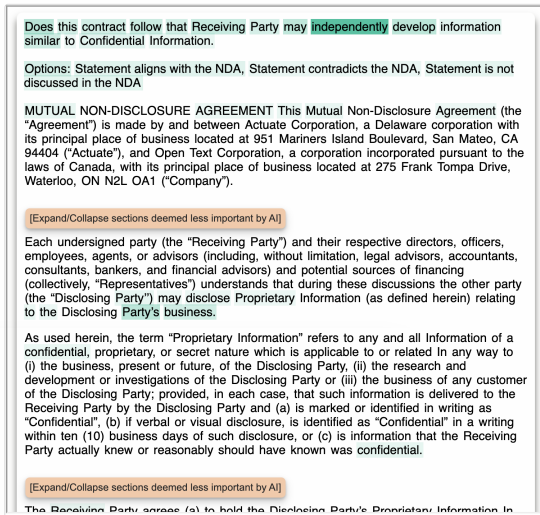 Does this contract follow that Receiving Party may independently develop information
similar to Confidential Information.
Options: Statement aligns with the NDA, Statement contradicts the NDA, Statement is not
discussed in the NDA
MUTUAL NON-DISCLOSURE AGREEMENT This Mutual Non-Disclosure Agreement (the
“Agreement”) is made by and between Actuate Corporation, a Delaware corporation with
its principal place of business located at 951 Mariners Island Boulevard, San Mateo, CA
94404 (“Actuate”), and Open Text Corporation, a corporation incorporated pursuant to the
laws of Canada, with its principal place of business located at 275 Frank Tompa Drive,
Waterloo, ON N2L OA1 (“Company”).
[Expand/Collapse sections deemed less important by AI]
Each undersigned party (the “Receiving Party”) and their respective directors, officers,
employees, agents, or advisors (including, without limitation, legal advisors, accountants,
consultants, bankers, and financial advisors) and potential sources of financing
(collectively, “Representatives”) understands that during these discussions the other party
(the “Disclosing Party”) may disclose Proprietary Information (as defined herein) relating
to the Disclosing Party’s business.
As used herein, the term “Proprietary Information” refers to any and all Information of a
confidential, proprietary, or secret nature which is applicable to or related In any way to
(i) the business, present or future, of the Disclosing Party, (ii) the research and
development or investigations of the Disclosing Party or (iii) the business of any customer
of the Disclosing Party; provided, in each case, that such information is delivered to the
Receiving Party by the Disclosing Party and (a) is marked or identified in writing as
“Confidential”, (b) if verbal or visual disclosure, is identified as “Confidential” in a writing
within ten (10) business days of such disclosure, or (c) is information that the Receiving
Party actually knew or reasonably should have known was confidential.
[Expand/Collapse sections deemed less important by AI]
The Receiving Party agrees (a) to hold the Disclosing Party’s Proprietary Information In